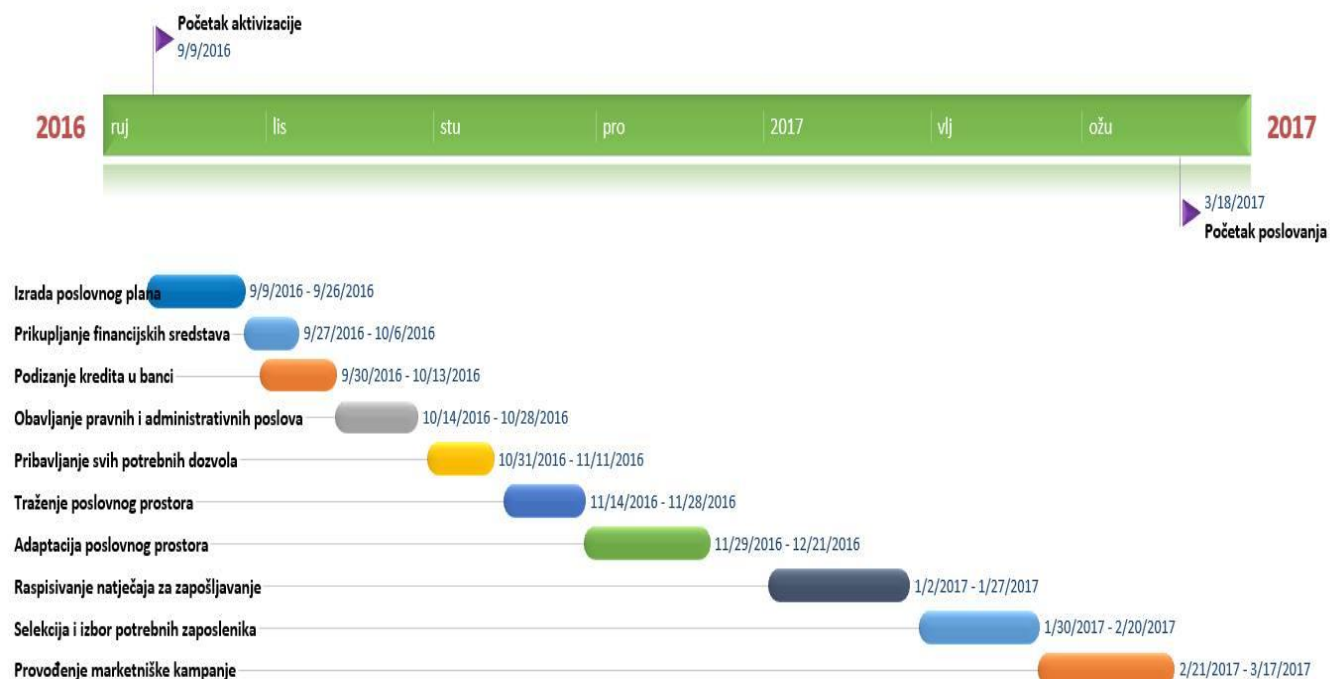 Početak aktivizacije
9/9/2016
2016 ruj lis stu pro 2017 vlj ožu 2017
3/18/2017
Početak poslovanja
Izrada poslovnog plana 9/9/2016 - 9/26/2016
Prikupljanje financijskih sredstava 9/27/2016 - 10/6/2016
Podizanje kredita u banci 9/30/2016 - 10/13/2016
Obavljanje pravnih i administrativnih poslova 10/14/2016 - 10/28/2016
Pribavljanje svih potrebnih dozvola 10/31/2016 - 11/11/2016
Traženje poslovnog prostora 11/14/2016 - 11/28/2016
Adaptacija poslovnog prostora 11/29/2016 - 12/21/2016
Raspisivanje natječaja za zapošljavanje 1/2/2017 - 1/27/2017
Selekcija i izbor potrebnih zaposlenika 1/30/2017 - 2/20/2017
Provođenje marketniške kampanje 2/21/2017 - 3/17/2017